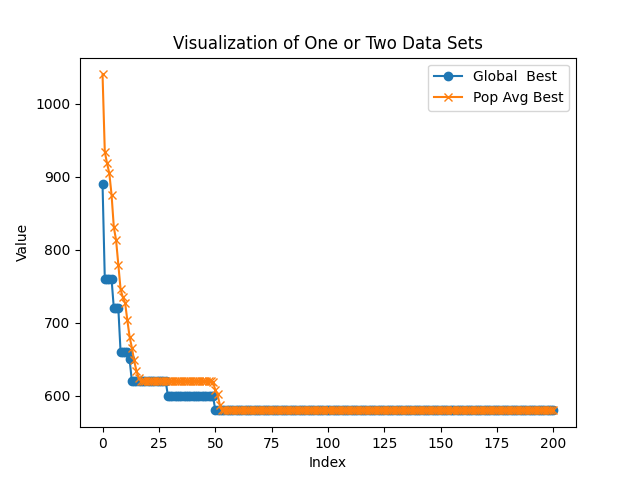 Visualization of One or Two Data Sets
Global  Best
Pop Avg Best
Value
1000
900
800
700
600
0 25 50 75 100 125 150 175 200
Index